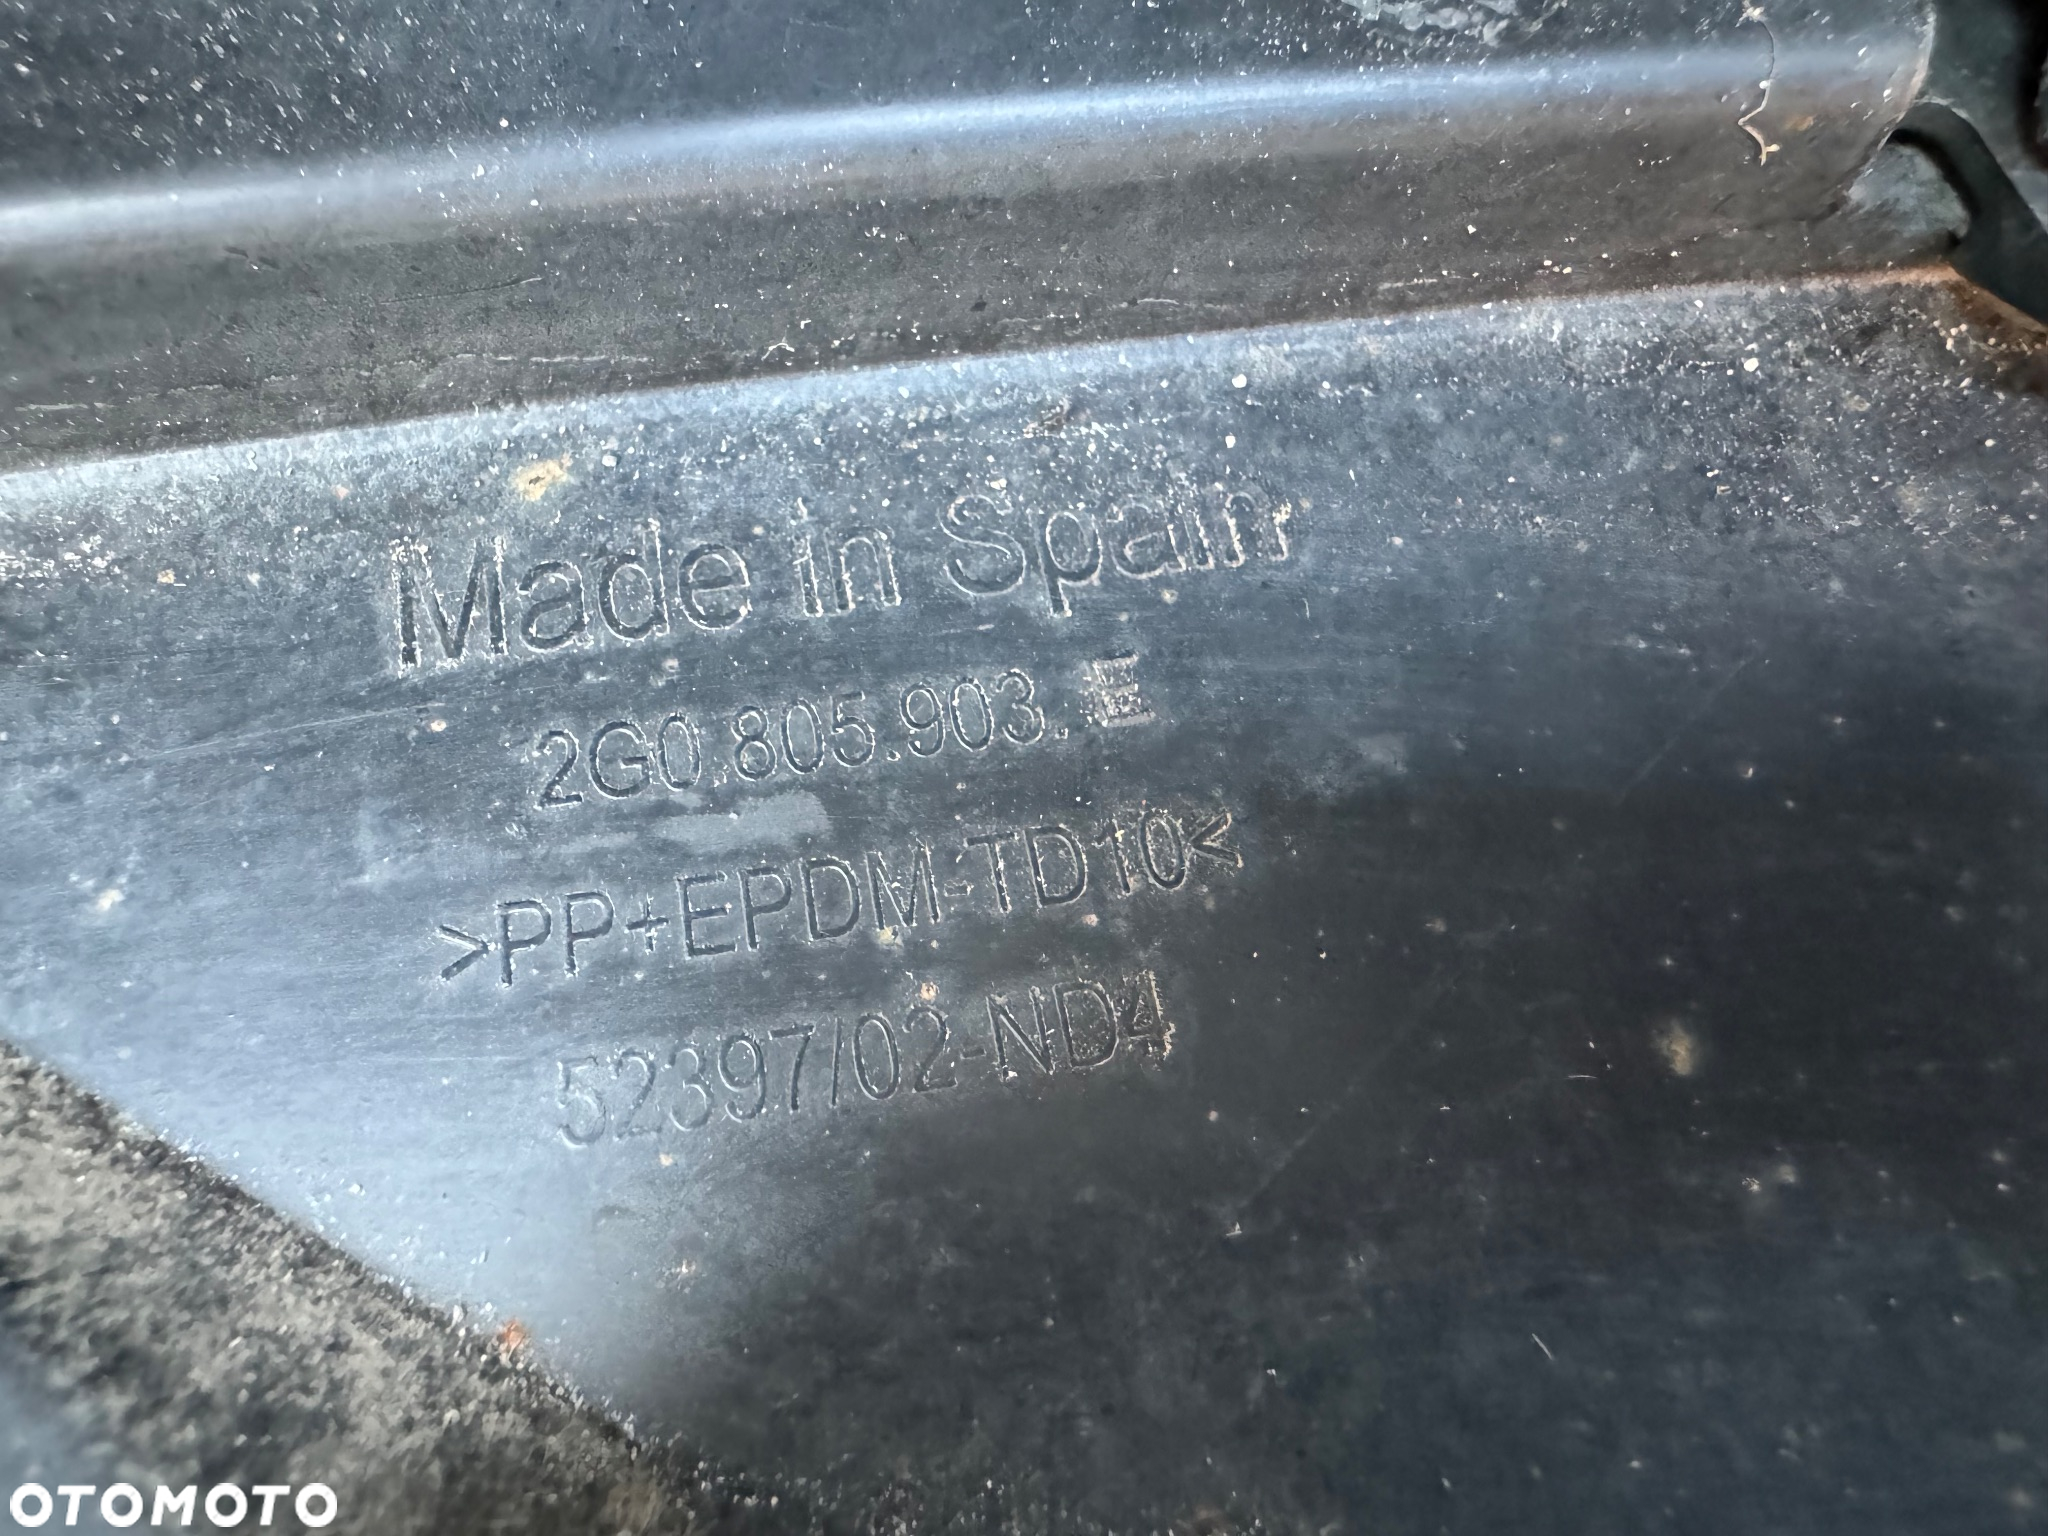 Made in Spain
2G0.805.903.E
>PP+EPDM-TD10<
52397/02-ND4
OTOMOTO